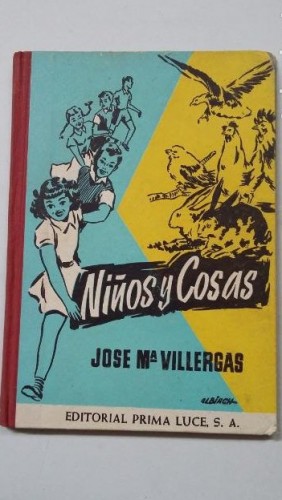 Niños y Cosas
JOSE Mª VILLERGAS
EDITORIAL PRIMA LUCE, S. A.